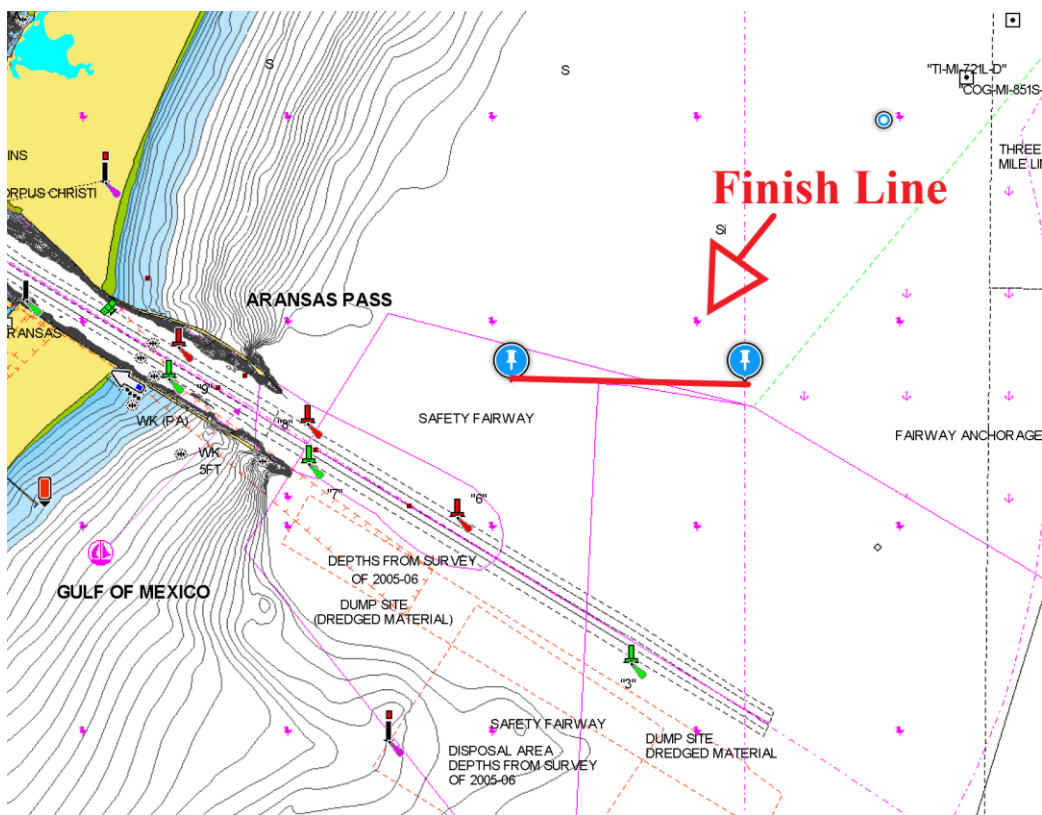 S
S
"TI-MI-721L-D"
"COG-MI-851S-
THREE
MILE LI
INS
ORPUS CHRISTI
Finish Line
Si
ARANSAS PASS
ARANSAS
"9"
SAFETY FAIRWAY
WK (PA)
"8"
FAIRWAY ANCHORAGE
WK
5FT
"7"
"6"
DEPTHS FROM SURVEY
OF 2005-06
GULF OF MEXICO
DUMP SITE
(DREDGED MATERIAL)
"3"
SAFETY FAIRWAY
DUMP SITE
DREDGED MATERIAL
DISPOSAL AREA
DEPTHS FROM SURVEY
OF 2005-06